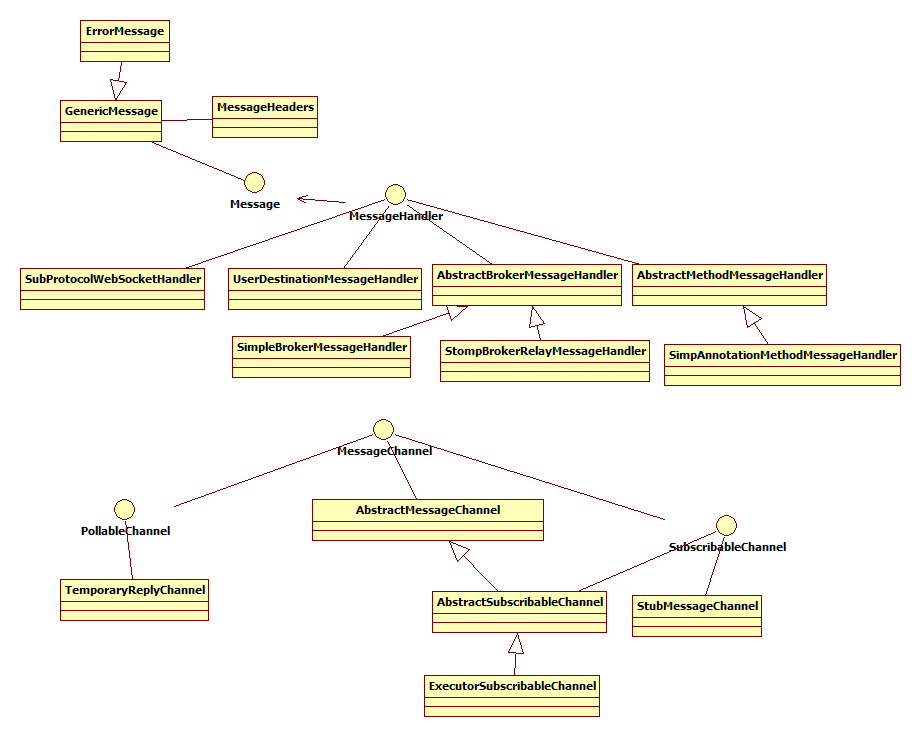 ErrorMessage
GenericMessage
MessageHeaders
Message
MessageHandler
SubProtocolWebSocketHandler
UserDestinationMessageHandler
AbstractBrokerMessageHandler
AbstractMethodMessageHandler
SimpleBrokerMessageHandler
StompBrokerRelayMessageHandler
SimpAnnotationMethodMessageHandler
MessageChannel
PollableChannel
AbstractMessageChannel
SubscribableChannel
TemporaryReplyChannel
AbstractSubscribableChannel
StubMessageChannel
ExecutorSubscribableChannel